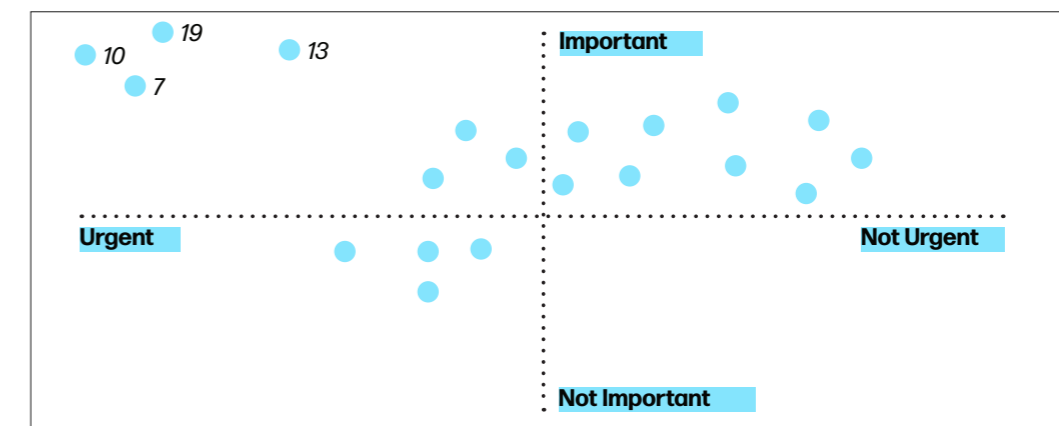 19
Important
10
13
7
Urgent
Not Urgent
Not Important